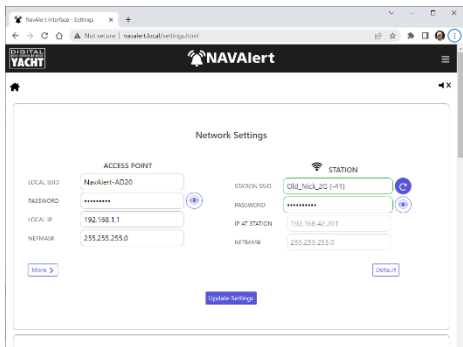 NavAlert Interface - Settings
Not secure | navalert.local/settings.html
DIGITAL
YACHT
NAVAlert
Network Settings
ACCESS POINT
LOCAL SSID
NavAlert-AD20
PASSWORD
LOCAL IP
192.168.1.1
NETMASK
255.255.255.0
STATION
STATION SSID
Old_Nick_2G (-41)
PASSWORD
IP AT STATION
192.168.42.201
NETMASK
255.255.255.0
More
Default
Update Settings